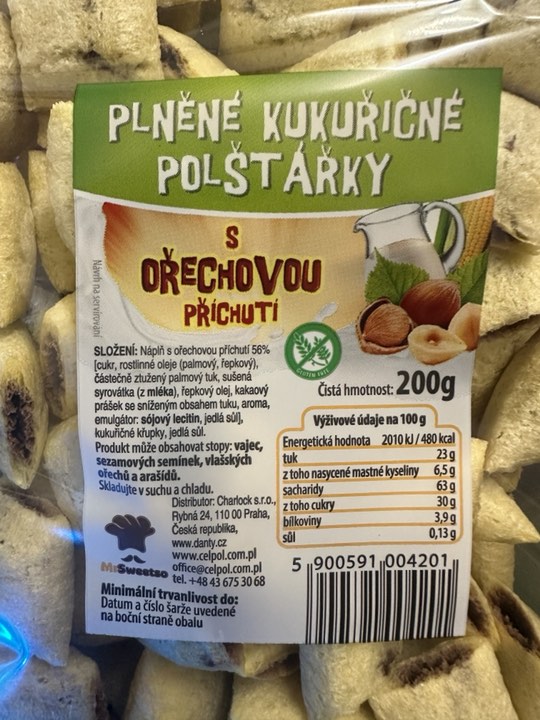 PLNĚNÉ KUKUŘIČNÉ
POLŠTÁŘKY
S
OŘECHOVOU
PŘÍCHUTÍ
Návrh na servírování
GLUTEN FREE
SLOŽENÍ: Náplň s ořechovou příchutí 56%
[cukr, rostlinné oleje (palmový, řepkový),
částečně ztužený palmový tuk, sušená
syrovátka (z mléka), řepkový olej, kakaový
prášek se sníženým obsahem tuku, aroma,
emulgátor: sójový lecitin, jedlá sůl],
kukuřičné křupky, jedlá sůl.
Produkt může obsahovat stopy: vajec,
sezamových semínek, vlašských
ořechů a arašídů.
Skladujte v suchu a chladu.
Distributor: Charlock s.r.o.,
Rybná 24, 110 00 Praha,
Česká republika,
www.danty.cz
www.celpol.com.pl
office@celpol.com.pl
tel. +48 43 675 30 68
MrSweetso
Minimální trvanlivost do:
Datum a číslo šarže uvedené
na boční straně obalu
Čistá hmotnost: 200g
Výživové údaje na 100 g
Energetická hodnota 2010 kJ / 480 kcal
tuk 23 g
z toho nasycené mastné kyseliny 6,5 g
sacharidy 63 g
z toho cukry 30 g
bílkoviny 3,9 g
sůl 0,13 g
5 900591 004201